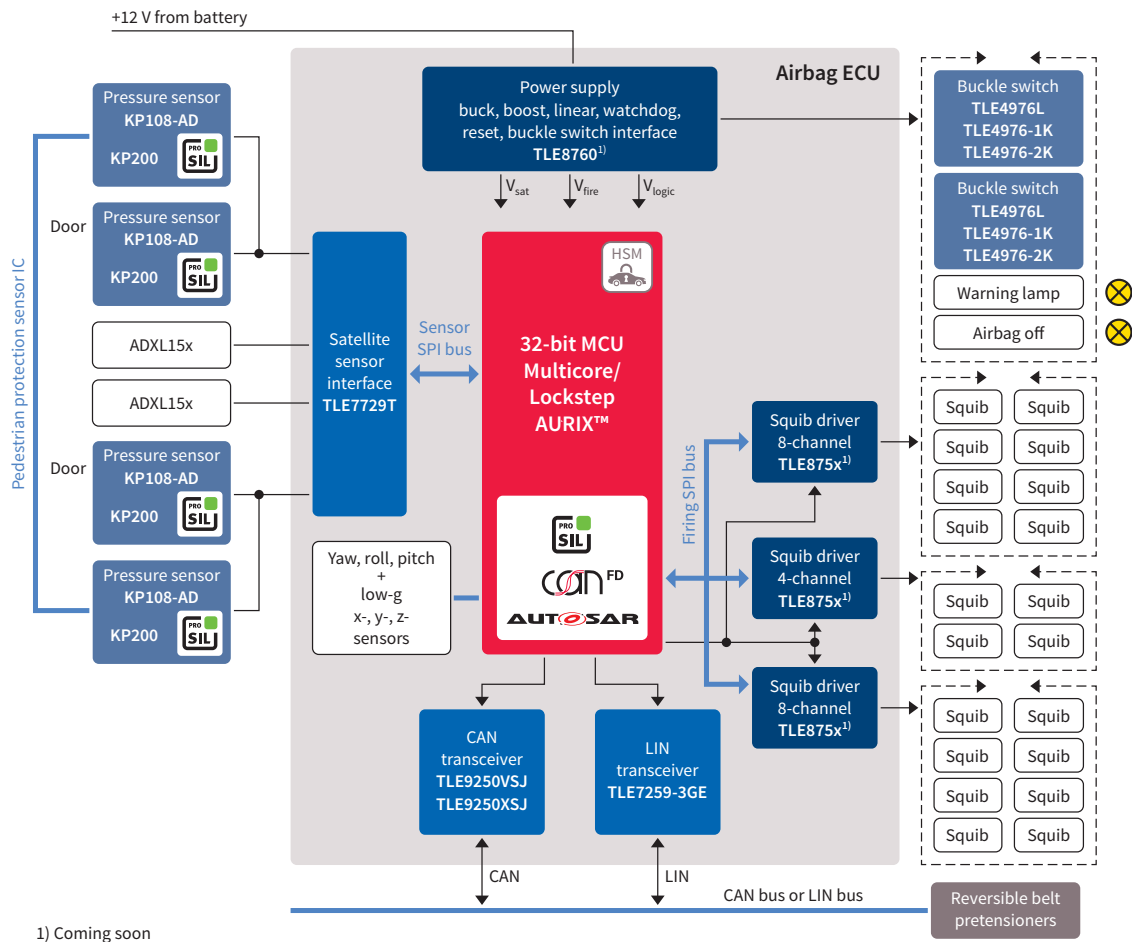 +12 V from battery
Airbag ECU
Power supply
buck, boost, linear, watchdog,
reset, buckle switch interface
TLE8760¹⁾
Vsat
Vfire
Vlogic
Pedestrian protection sensor IC
Pressure sensor
KP108-AD
KP200
PRO
SIL
Door
Pressure sensor
KP108-AD
KP200
PRO
SIL
ADXL15x
ADXL15x
Door
Pressure sensor
KP108-AD
KP200
PRO
SIL
Pressure sensor
KP108-AD
KP200
PRO
SIL
Satellite
sensor
interface
TLE7729T
Sensor
SPI bus
HSM
32-bit MCU
Multicore/
Lockstep
AURIX™
PRO
SIL
CAN FD
AUTOSAR
Yaw, roll, pitch
+
low-g
x-, y-, z-
sensors
Firing SPI bus
Squib driver
8-channel
TLE875x¹⁾
Squib driver
4-channel
TLE875x¹⁾
Squib driver
8-channel
TLE875x¹⁾
CAN
transceiver
TLE9250VSJ
TLE9250XSJ
LIN
transceiver
TLE7259-3GE
CAN
LIN
CAN bus or LIN bus
Buckle switch
TLE4976L
TLE4976-1K
TLE4976-2K
Buckle switch
TLE4976L
TLE4976-1K
TLE4976-2K
Warning lamp
Airbag off
Squib Squib
Squib Squib
Squib Squib
Squib Squib
Squib Squib
Squib Squib
Squib Squib
Squib Squib
Squib Squib
Squib Squib
Reversible belt
pretensioners
1) Coming soon